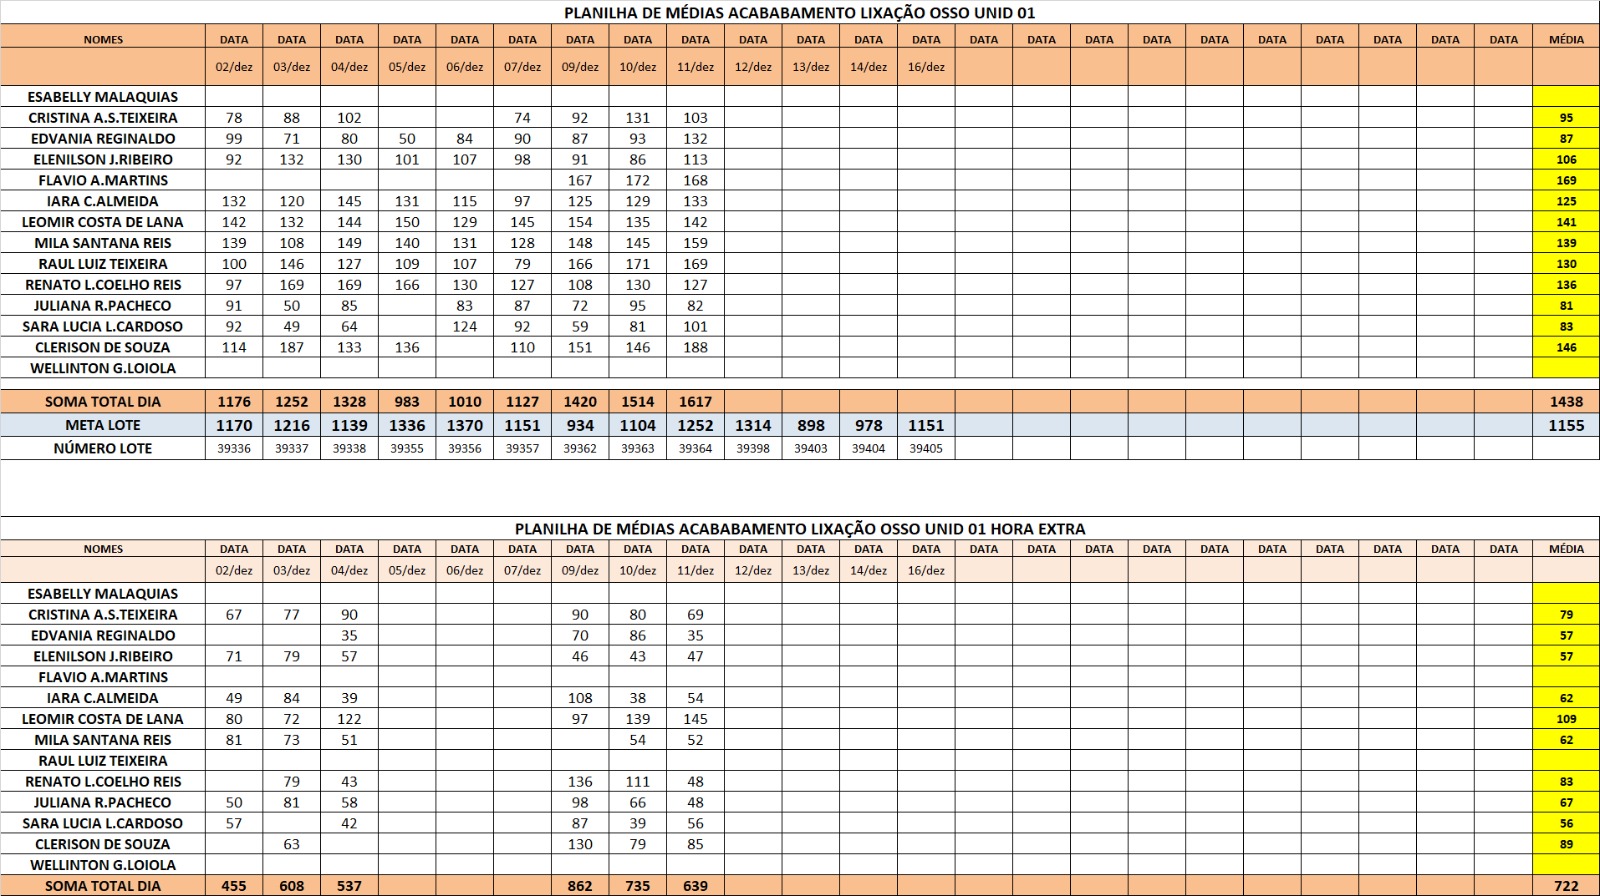 PLANILHA DE MÉDIAS ACABABAMENTO LIXAÇÃO OSSO UNID 01
NOMES DATA DATA DATA DATA DATA DATA DATA DATA DATA DATA DATA DATA DATA DATA DATA DATA DATA DATA DATA DATA DATA DATA DATA MÉDIA
02/dez 03/dez 04/dez 05/dez 06/dez 07/dez 09/dez 10/dez 11/dez 12/dez 13/dez 14/dez 16/dez
ESABELLY MALAQUIAS
CRISTINA A.S.TEIXEIRA 78 88 102 74 92 131 103 95
EDVANIA REGINALDO 99 71 80 50 84 90 87 93 132 87
ELENILSON J.RIBEIRO 92 132 130 101 107 98 91 86 113 106
FLAVIO A.MARTINS 167 172 168 169
IARA C.ALMEIDA 132 120 145 131 115 97 125 129 133 125
LEOMIR COSTA DE LANA 142 132 144 150 129 145 154 135 142 141
MILA SANTANA REIS 139 108 149 140 131 128 148 145 159 139
RAUL LUIZ TEIXEIRA 100 146 127 109 107 79 166 171 169 130
RENATO L.COELHO REIS 97 169 169 166 130 127 108 130 127 136
JULIANA R.PACHECO 91 50 85 83 87 72 95 82 81
SARA LUCIA L.CARDOSO 92 49 64 124 92 59 81 101 83
CLERISON DE SOUZA 114 187 133 136 110 151 146 188 146
WELLINTON G.LOIOLA
SOMA TOTAL DIA 1176 1252 1328 983 1010 1127 1420 1514 1617 1438
META LOTE 1170 1216 1139 1336 1370 1151 934 1104 1252 1314 898 978 1151 1155
NÚMERO LOTE 39336 39337 39338 39355 39356 39357 39362 39363 39364 39398 39403 39404 39405
PLANILHA DE MÉDIAS ACABABAMENTO LIXAÇÃO OSSO UNID 01 HORA EXTRA
NOMES DATA DATA DATA DATA DATA DATA DATA DATA DATA DATA DATA DATA DATA DATA DATA DATA DATA DATA DATA DATA DATA DATA DATA MÉDIA
02/dez 03/dez 04/dez 05/dez 06/dez 07/dez 09/dez 10/dez 11/dez 12/dez 13/dez 14/dez 16/dez
ESABELLY MALAQUIAS
CRISTINA A.S.TEIXEIRA 67 77 90 90 80 69 79
EDVANIA REGINALDO 35 70 86 35 57
ELENILSON J.RIBEIRO 71 79 57 46 43 47 57
FLAVIO A.MARTINS
IARA C.ALMEIDA 49 84 39 108 38 54 62
LEOMIR COSTA DE LANA 80 72 122 97 139 145 109
MILA SANTANA REIS 81 73 51 54 52 62
RAUL LUIZ TEIXEIRA
RENATO L.COELHO REIS 79 43 136 111 48 83
JULIANA R.PACHECO 50 81 58 98 66 48 67
SARA LUCIA L.CARDOSO 57 42 87 39 56 56
CLERISON DE SOUZA 63 130 79 85 89
WELLINTON G.LOIOLA
SOMA TOTAL DIA 455 608 537 862 735 639 722